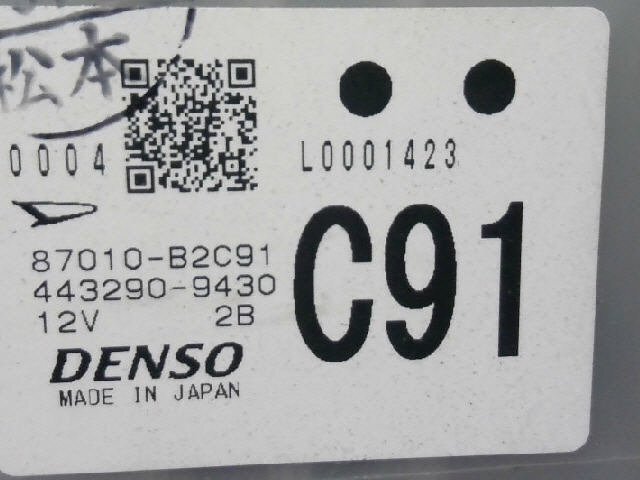 松本
0004
L0001423
87010-B2C91
443290-9430
12V 2B
C91
DENSO
MADE IN JAPAN